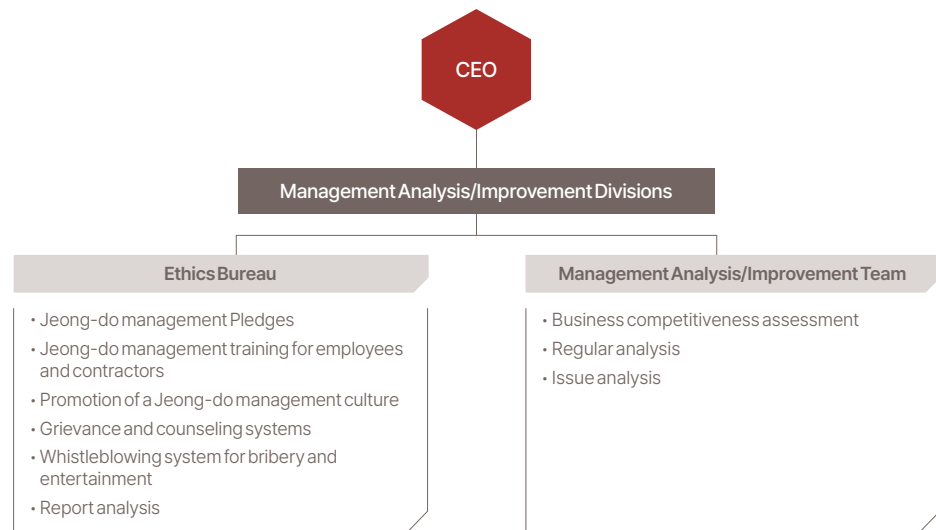 CEO
Management Analysis/Improvement Divisions
Ethics Bureau
• Jeong-do management Pledges
• Jeong-do management training for employees
and contractors
• Promotion of a Jeong-do management culture
• Grievance and counseling systems
• Whistleblowing system for bribery and
entertainment
• Report analysis
Management Analysis/Improvement Team
• Business competitiveness assessment
• Regular analysis
• Issue analysis